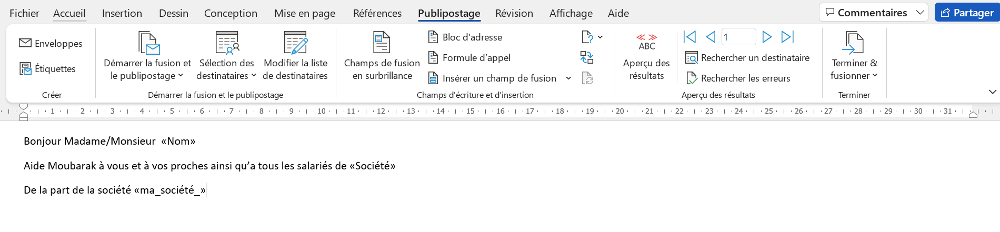 Fichier Accueil Insertion Dessin Conception Mise en page Références Publipostage Révision Affichage Aide Commentaires Partager
Enveloppes
Étiquettes
Créer
Démarrer la fusion et
le publipostage
Sélection des
destinataires
Modifier la liste
de destinataires
Démarrer la fusion et le publipostage
Champs de fusion
en surbrillance
Bloc d'adresse
Formule d’appel
Insérer un champ de fusion
Champs d'écriture et d'insertion
ABC
Aperçu des
résultats
1
Rechercher un destinataire
Rechercher les erreurs
Aperçu des résultats
Terminer &
fusionner
Terminer
1 2 3 4 5 6 7 8 9 10 11 12 13 14 15 16 17 18 19 20 21 22 23 24 25 26 27 28 29 30 31
Bonjour Madame/Monsieur «Nom»
Aide Moubarak à vous et à vos proches ainsi qu’a tous les salariés de «Société»
De la part de la société «ma_société_»